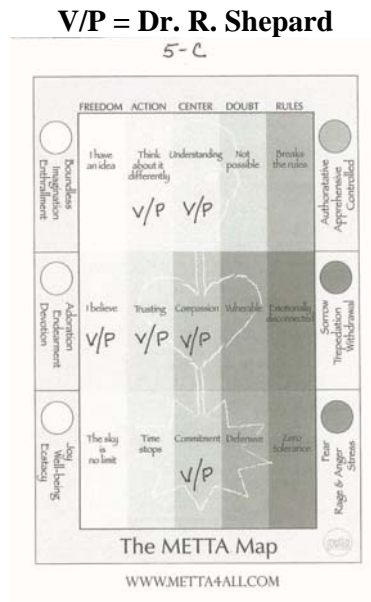 V/P = Dr. R. Shepard
5-C
FREEDOM ACTION CENTER DOUBT RULES
I have
an idea
Think
about it
differently
Understanding
Not
possible
Breaks
the rules
V/P V/P
Boundless
Imagination
Enthrallment
Authoratative
Apprehensive
Controlled
I believe Trusting Compassion Vulnerable Emotionally
disconnected
V/P V/P V/P
Adoration
Endearment
Devotion
Sorrow
Trepedation
Withdrawal
The sky
is
no limit
Time
stops
Commitment
Defensive
Zero
tolerance
V/P
Joy
Well-being
Ecstacy
Fear
Rage & Anger
Stress
The METTA Map
WWW.METTA4ALL.COM